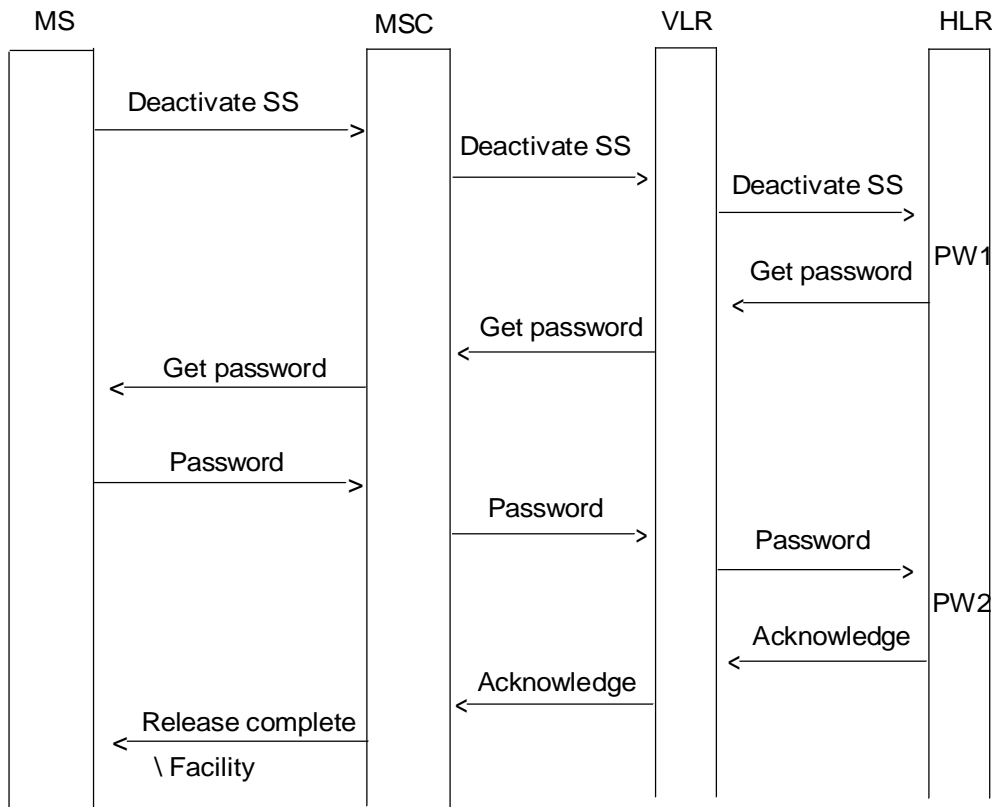 MS
MSC
VLR
HLR
Deactivate SS
Deactivate SS
Deactivate SS
PW1
Get password
Get password
Get password
Password
Password
Password
PW2
Acknowledge
Acknowledge
Release complete
\ Facility